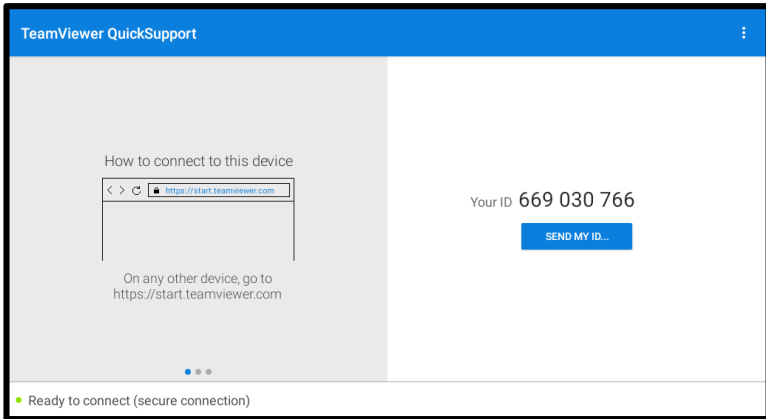 TeamViewer QuickSupport
How to connect to this device
https://start.teamviewer.com
On any other device, go to
https://start.teamviewer.com
Your ID 669 030 766
SEND MY ID...
Ready to connect (secure connection)